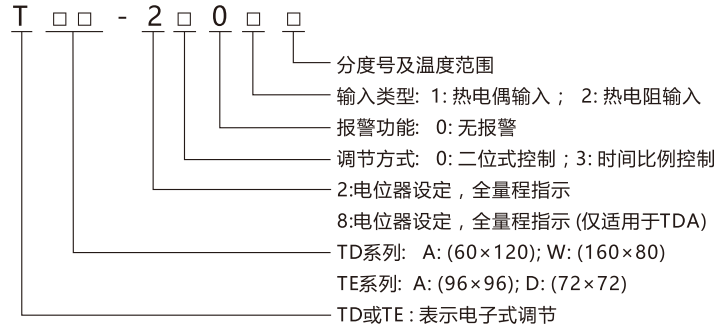 T□□-2□0□□
分度号及温度范围
输入类型: 1: 热电偶输入； 2: 热电阻输入
报警功能: 0: 无报警
调节方式: 0: 二位式控制；3: 时间比例控制
2:电位器设定，全量程指示
8:电位器设定，全量程指示 (仅适用于TDA)
TD系列: A: (60×120); W: (160×80)
TE系列: A: (96×96); D: (72×72)
TD或TE : 表示电子式调节